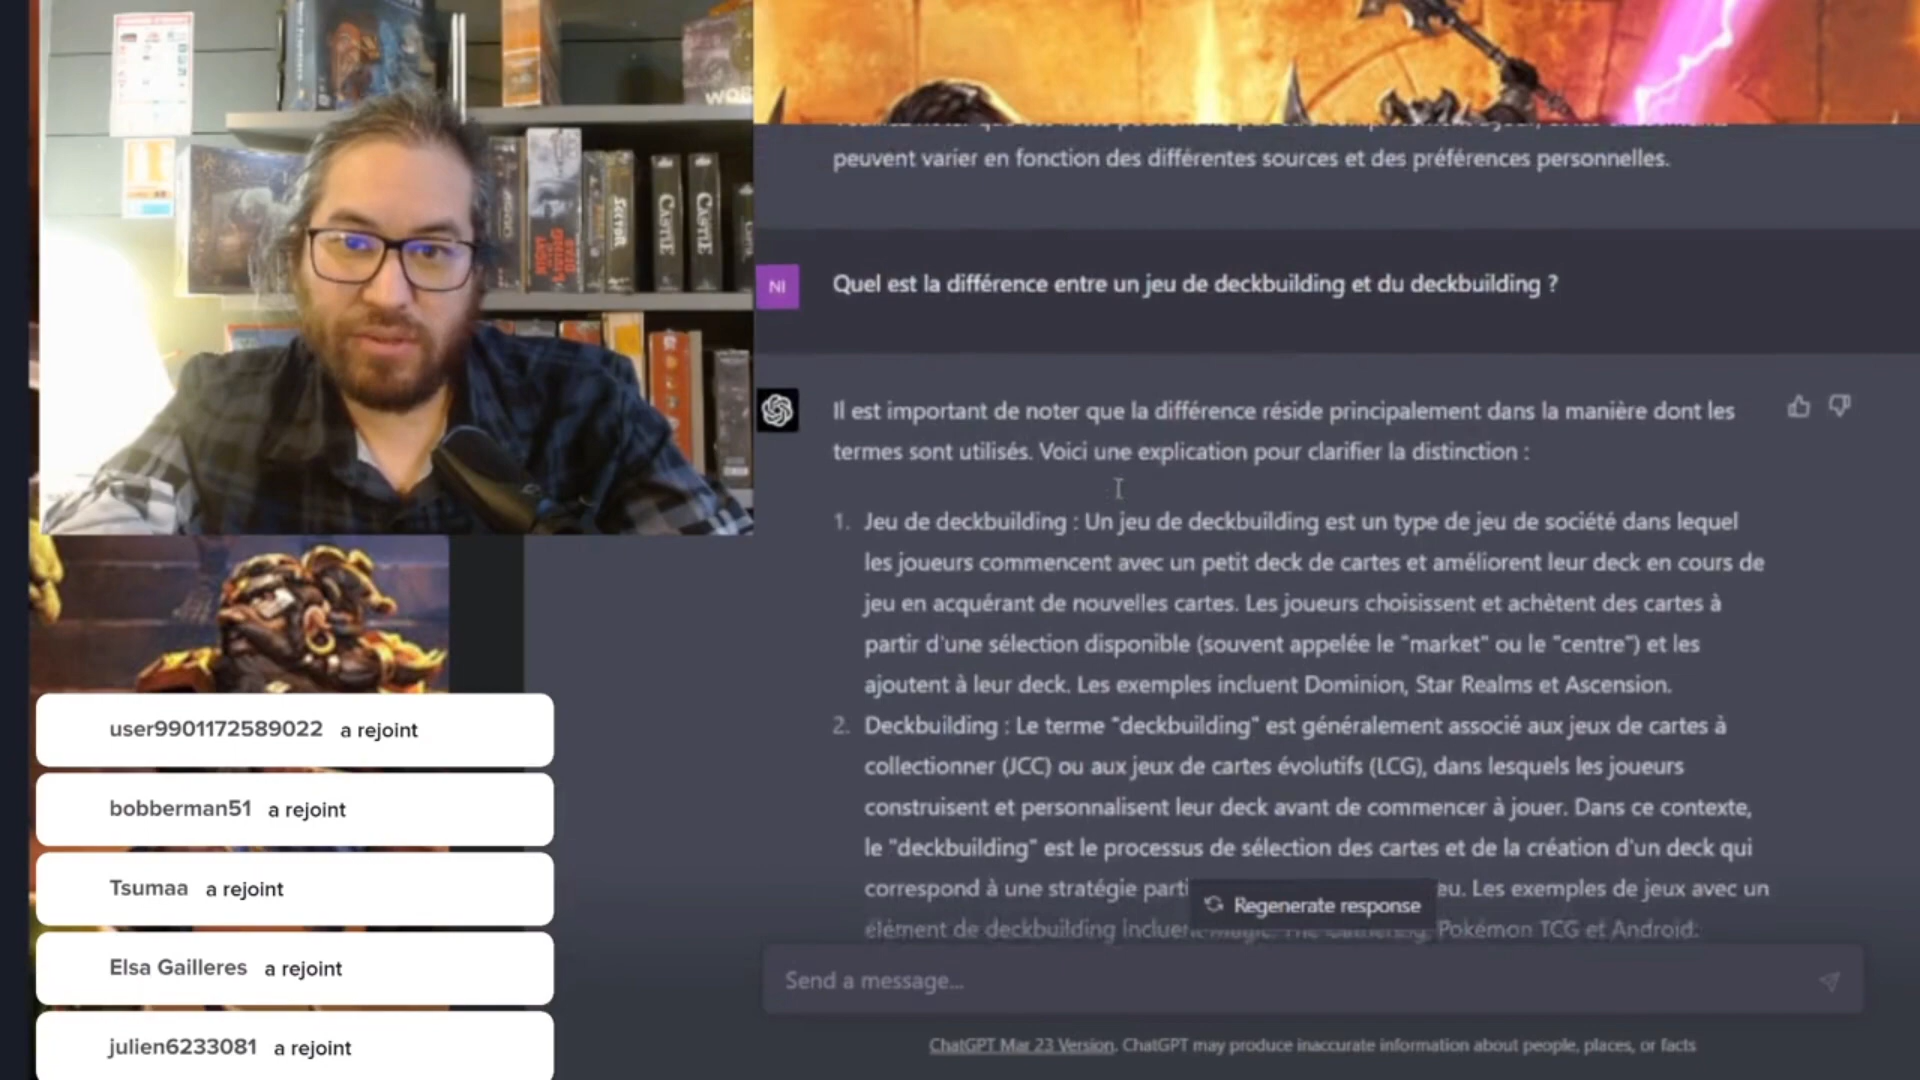 NIGHT
OF THE
LIVING
DEAD
SECTOR
CASTLE
CASTLE
peuvent varier en fonction des différentes sources et des préférences personnelles.
NI
Quel est la différence entre un jeu de deckbuilding et du deckbuilding ?
Il est important de noter que la différence réside principalement dans la manière dont les
termes sont utilisés. Voici une explication pour clarifier la distinction :
1. Jeu de deckbuilding : Un jeu de deckbuilding est un type de jeu de société dans lequel
les joueurs commencent avec un petit deck de cartes et améliorent leur deck en cours de
jeu en acquérant de nouvelles cartes. Les joueurs choisissent et achètent des cartes à
partir d'une sélection disponible (souvent appelée le "market" ou le "centre") et les
ajoutent à leur deck. Les exemples incluent Dominion, Star Realms et Ascension.
2. Deckbuilding : Le terme "deckbuilding" est généralement associé aux jeux de cartes à
collectionner (JCC) ou aux jeux de cartes évolutifs (LCG), dans lesquels les joueurs
construisent et personnalisent leur deck avant de commencer à jouer. Dans ce contexte,
le "deckbuilding" est le processus de sélection des cartes et de la création d'un deck qui
correspond à une stratégie parti eu. Les exemples de jeux avec un
élément de deckbuilding incluent Magic: The Gathering, Pokémon TCG et Android:
Regenerate response
Send a message...
ChatGPT Mar 23 Version. ChatGPT may produce inaccurate information about people, places, or facts
user9901172589022 a rejoint
bobberman51 a rejoint
Tsumaa a rejoint
Elsa Gailleres a rejoint
julien6233081 a rejoint